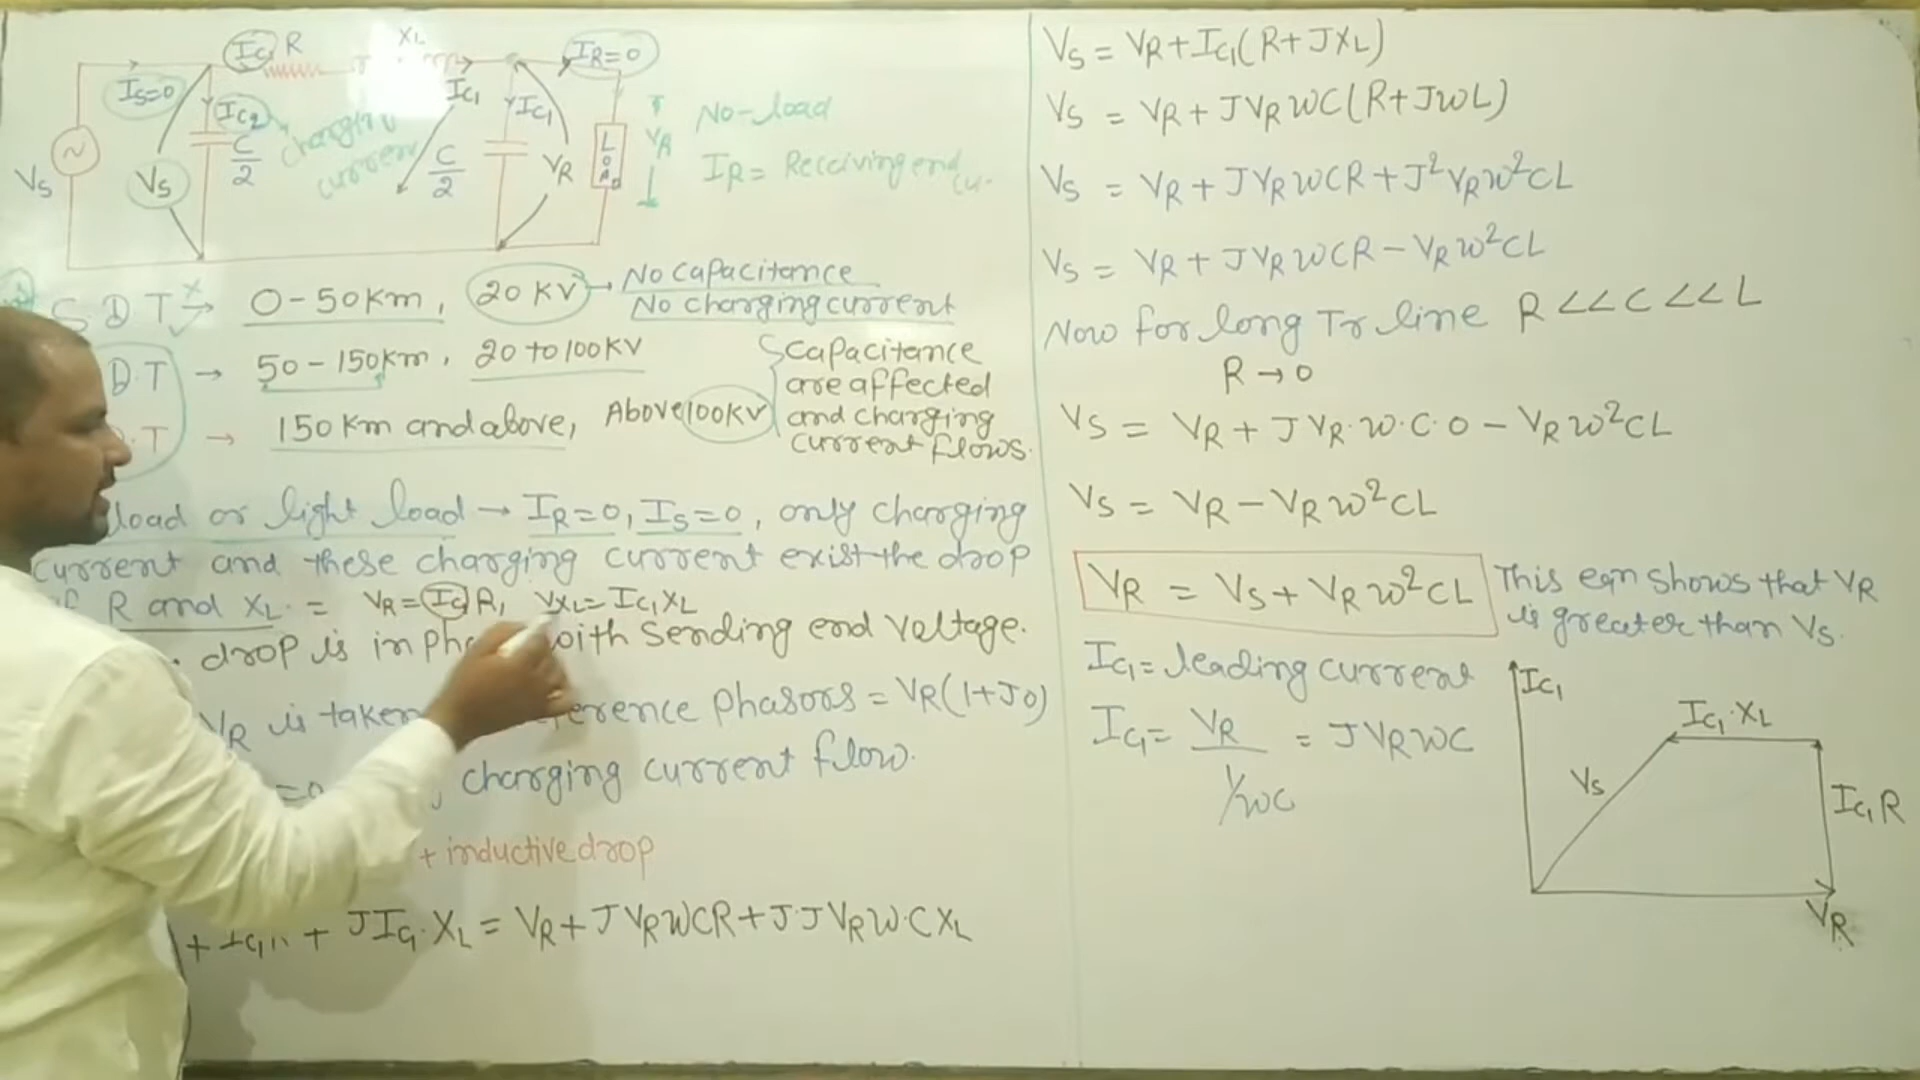 IC1 R XL
IS=0
IR=0
IC2
IC1
IC1
C/2
C/2
VS
VS
VR
LOAD
VR
charging
current
No-load
IR = Receiving end
S D T → 0-50Km, 20 KV → No capacitance
No charging current
D.T → 50-150Km, 20 to 100KV
.T → 150 Km and above, Above 100KV
capacitance
are affected
and charging
current flows.
load or light load → IR=0, IS=0, only charging
current and these charging current exist the drop
R and XL = VR = IC1 R, VXL = IC1 XL
drop is in with sending end voltage.
VR is taken phasors = VR(1+J0)
charging current flow.
+ inductive drop
+ JIC1.XL = VR + JVRWCR + J.JVRW.CXL
VS = VR + IC1(R+JXL)
VS = VR + JVRWC(R+JWL)
VS = VR + JVRWCR + J²VRW²CL
VS = VR + JVRWCR - VRW²CL
Now for long Tr line R <<C << L
R → 0
VS = VR + JVR.W.C.0 - VRW²CL
VS = VR - VRW²CL
VR = VS + VRW²CL
This eqn shows that VR
is greater than VS.
IC1 = leading current
IC1 = VR / 1/WC = JVRWC
IC1
IC1.XL
VS
IC1R
VR